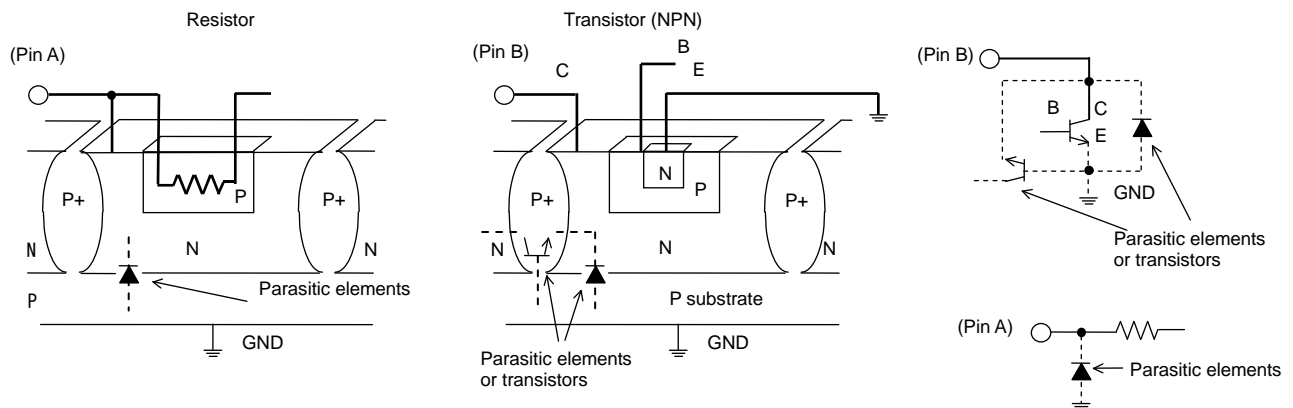 Resistor
(Pin A)
P+
P
P+
N
N
N
P
Parasitic elements
GND
Transistor (NPN)
(Pin B)
B
C
E
P+
N
P
P+
N
N
N
P substrate
GND
Parasitic elements
or transistors
(Pin B)
B
C
E
GND
Parasitic elements
or transistors
(Pin A)
Parasitic elements